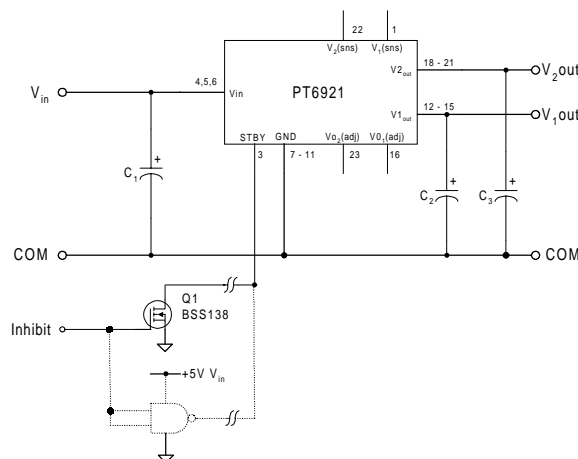 22 1
V2(sns) V1(sns)
4,5,6 18 - 21
Vin Vin V2out V2out
PT6921
12 - 15
V1out V1out
STBY GND Vo2(adj) V01(adj)
3 7 - 11 23 16
+ + +
C1 C2 C3
COM COM
Q1
BSS138
Inhibit
+5V Vin